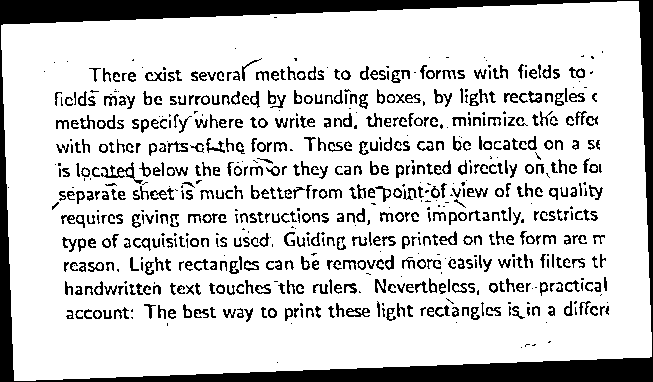 There exist several methods to design forms with fields to
fields may be surrounded by bounding boxes, by light rectangles
methods specify where to write and, therefore, minimize the effec
with other parts of the form. These guides can be located on a se
is located below the form or they can be printed directly on the for
separate sheet is much better from the point of view of the quality
requires giving more instructions and, more importantly, restricts
type of acquisition is used. Guiding rulers printed on the form are
reason. Light rectangles can be removed more easily with filters th
handwritten text touches the rulers. Nevertheless, other practical
account: The best way to print these light rectangles is in a differe